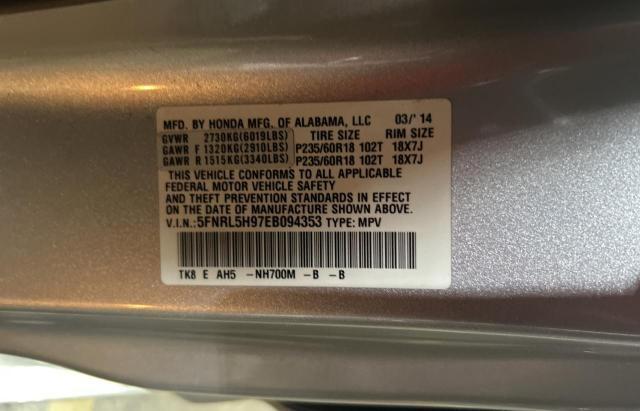 MFD. BY HONDA MFG. OF ALABAMA, LLC 03/'14
GVWR 2730KG(6019LBS) TIRE SIZE RIM SIZE
GAWR F 1320KG(2910LBS) P235/60R18 102T 18X7J
GAWR R 1515KG(3340LBS) P235/60R18 102T 18X7J
THIS VEHICLE CONFORMS TO ALL APPLICABLE
FEDERAL MOTOR VEHICLE SAFETY
AND THEFT PREVENTION STANDARDS IN EFFECT
ON THE DATE OF MANUFACTURE SHOWN ABOVE.
V.I.N.: 5FNRL5H97EB094353 TYPE: MPV
TK8 E AH5 -NH700M -B -B